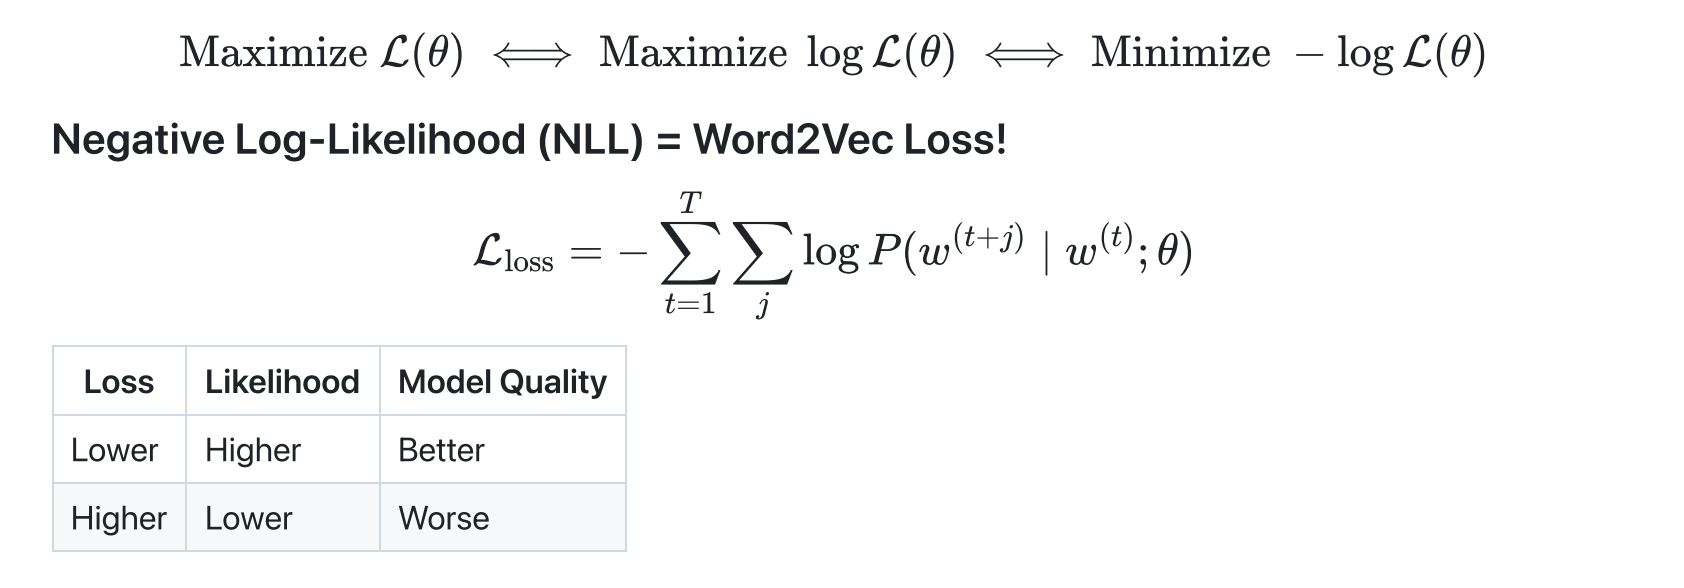 Maximize ℒ(θ) ⟺ Maximize log ℒ(θ) ⟺ Minimize − log ℒ(θ)
Negative Log-Likelihood (NLL) = Word2Vec Loss!
ℒ_loss = − ∑_{t=1}^{T} ∑_{j} log P(w^{(t+j)} | w^{(t)}; θ)
Loss Likelihood Model Quality
Lower Higher Better
Higher Lower Worse